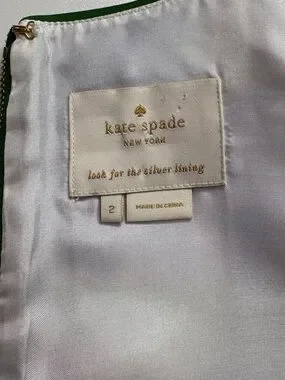 kate spade
NEW YORK
look for the silver lining
2
MADE IN CHINA